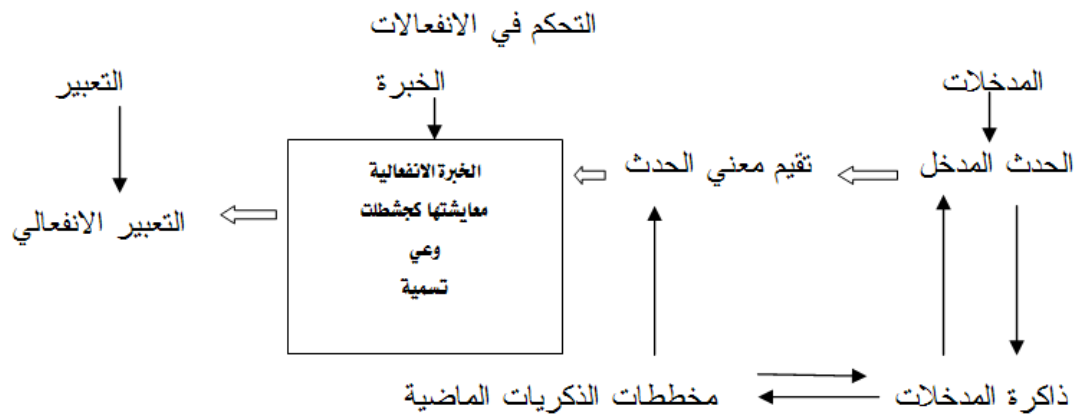 التحكم في الانفعالات
المدخلات
الخبرة
التعبير
الحدث المدخل
تقيم معني الحدث
الخبرة الانفعالية
معايشتها كجشطلت
وعي
تسمية
التعبير الانفعالي
ذاكرة المدخلات
مخططات الذكريات الماضية